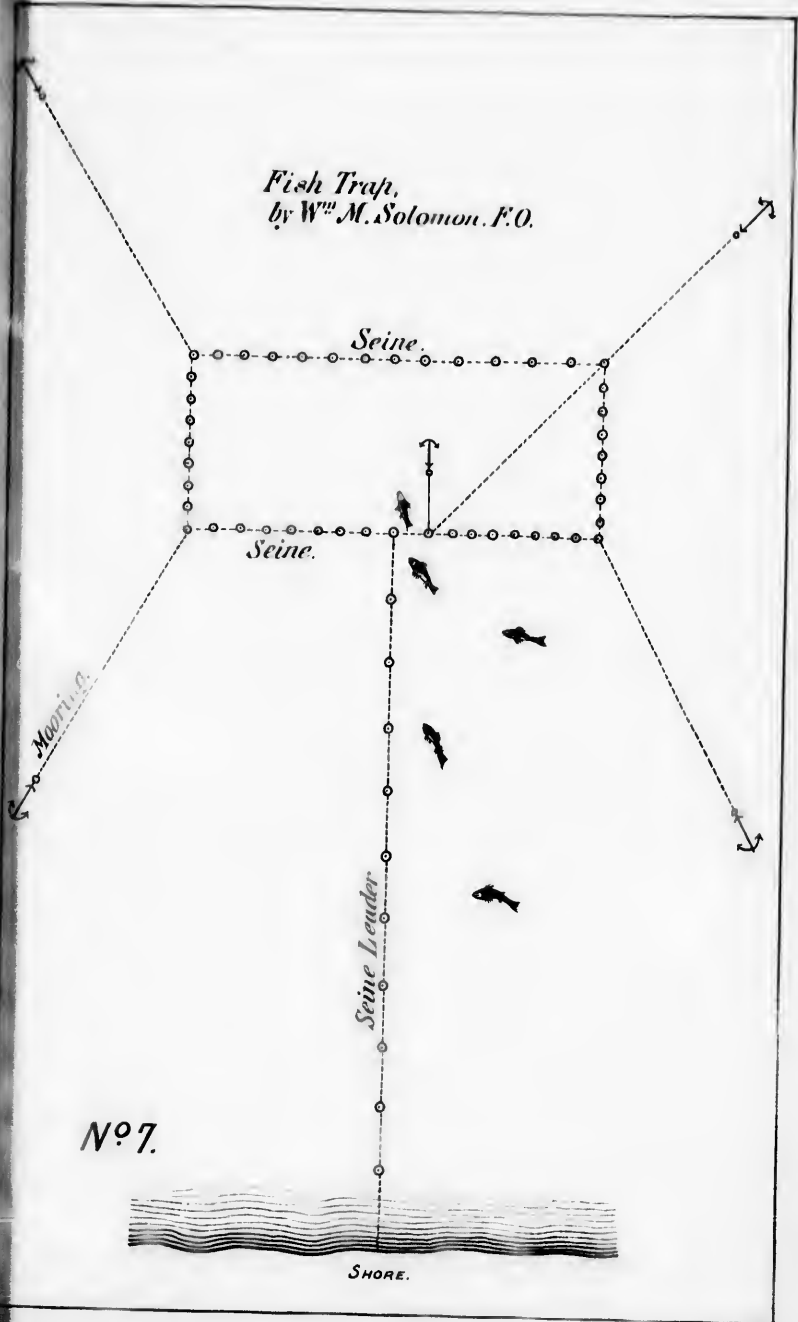 Fish Trap,
by Wᵐ M. Solomon. F.O.
Seine.
Seine.
Mooring.
Seine Leader
Nº 7.
SHORE.